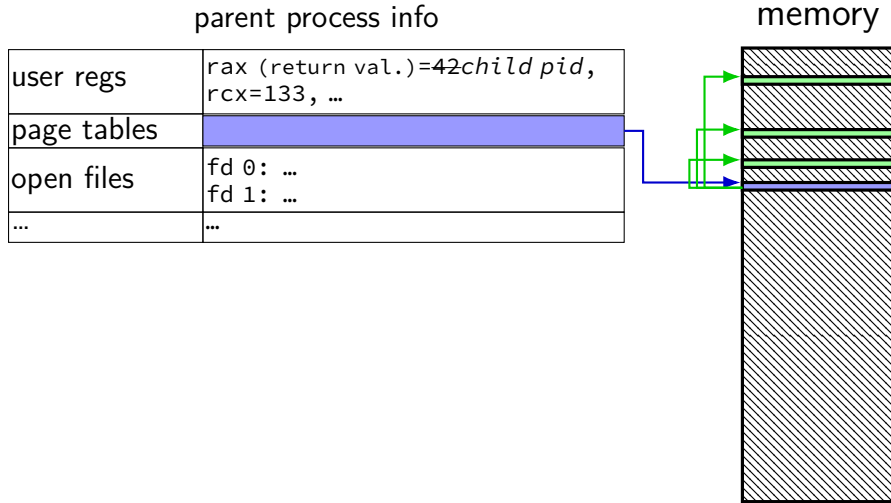 parent process info
memory
user regs
rax (return val.)=42child pid,
rcx=133, …
page tables
open files
fd 0: …
fd 1: …
… …